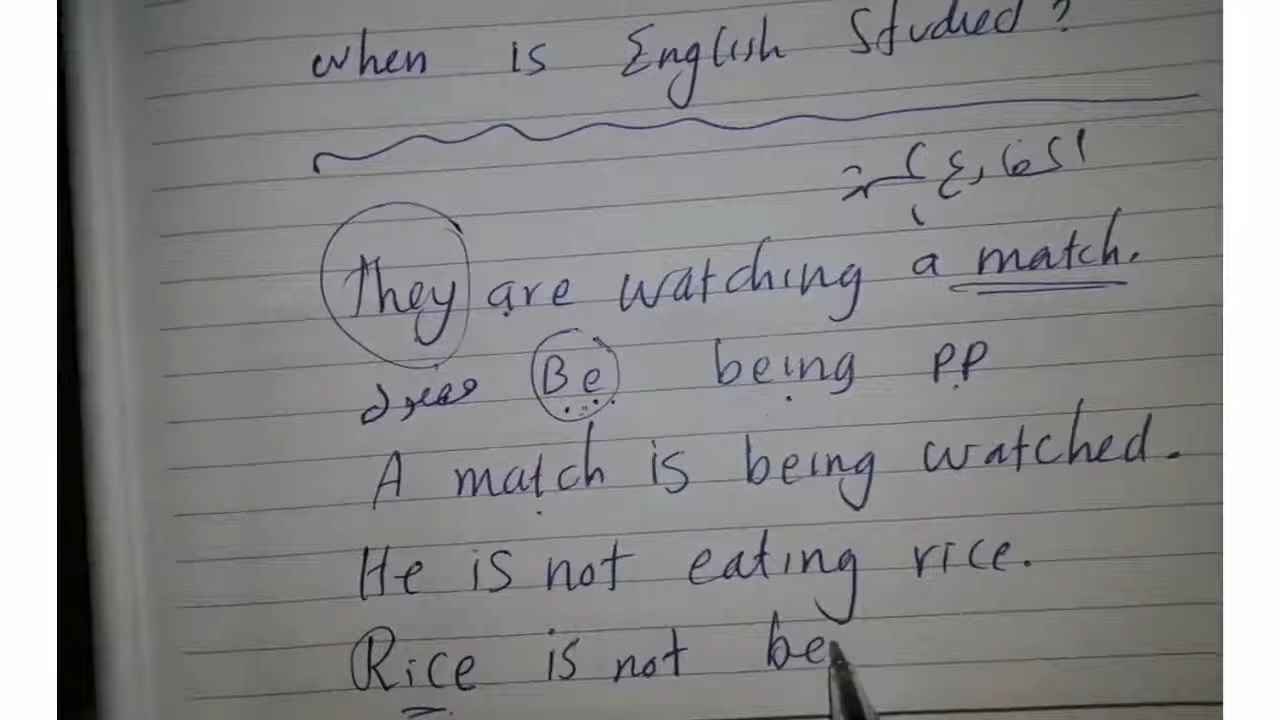 When is English Studied?
They are watching a match.
Be being PP
A match is being watched.
He is not eating rice.
Rice is not be